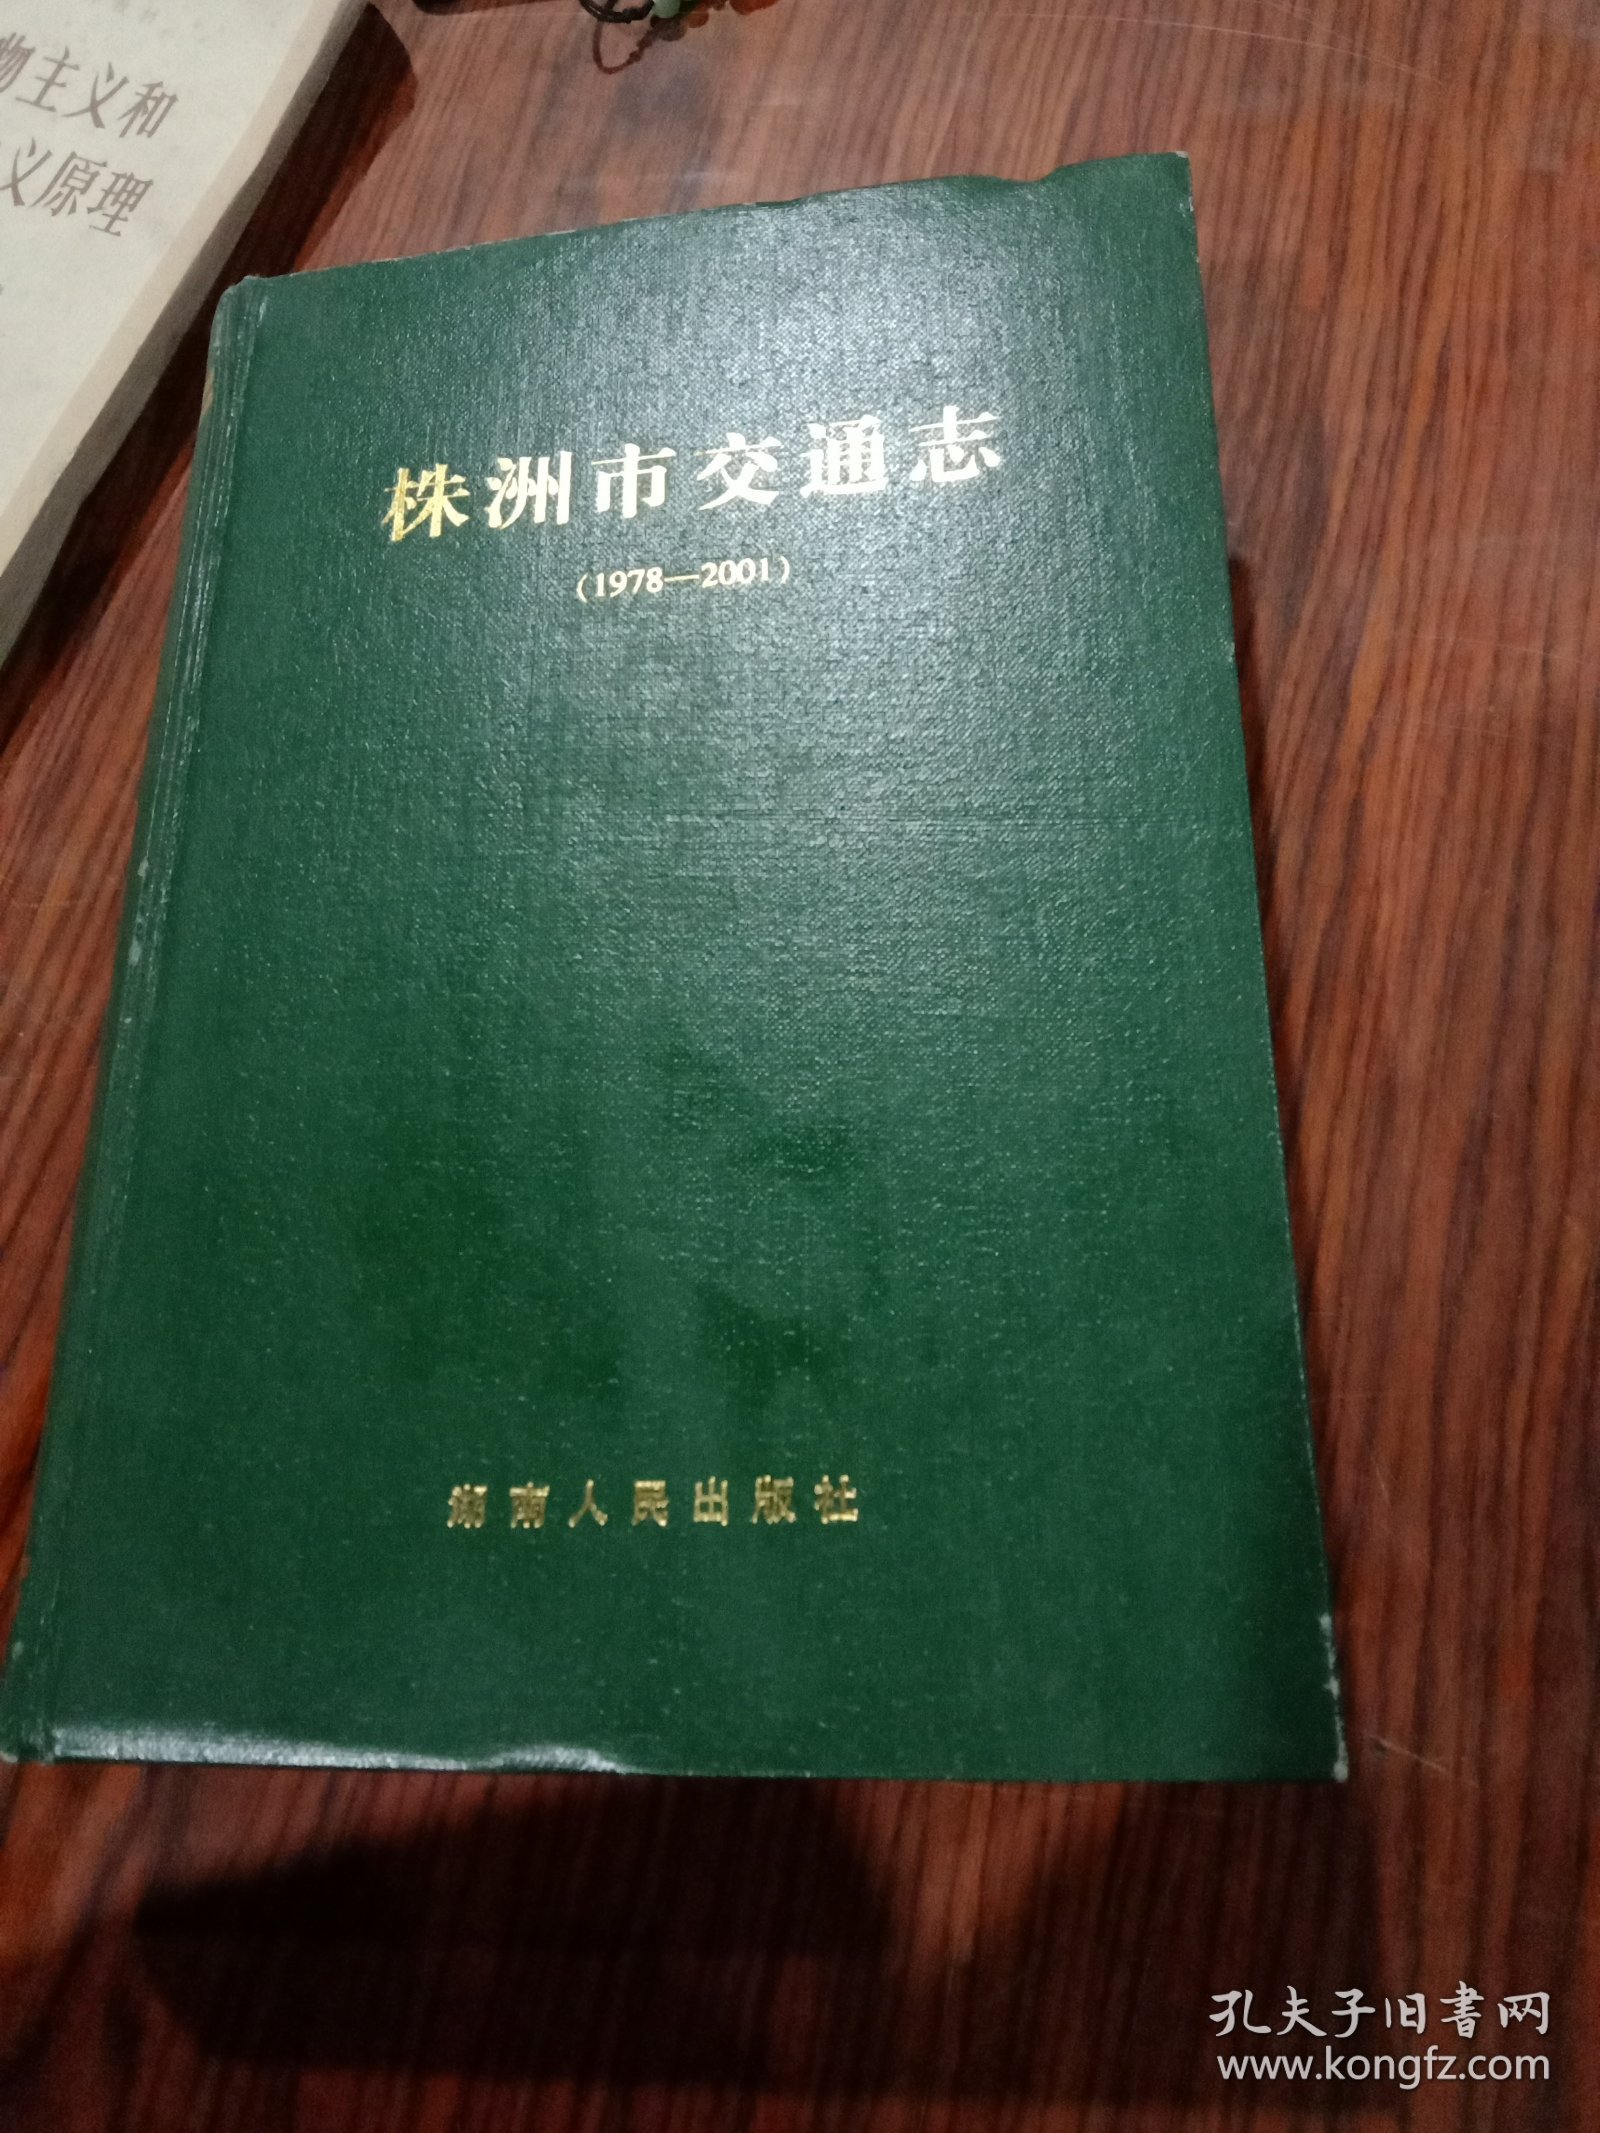 物主义和
义原理
株洲市交通志
(1978—2001)
湖南人民出版社
孔夫子旧書网
www.kongfz.com